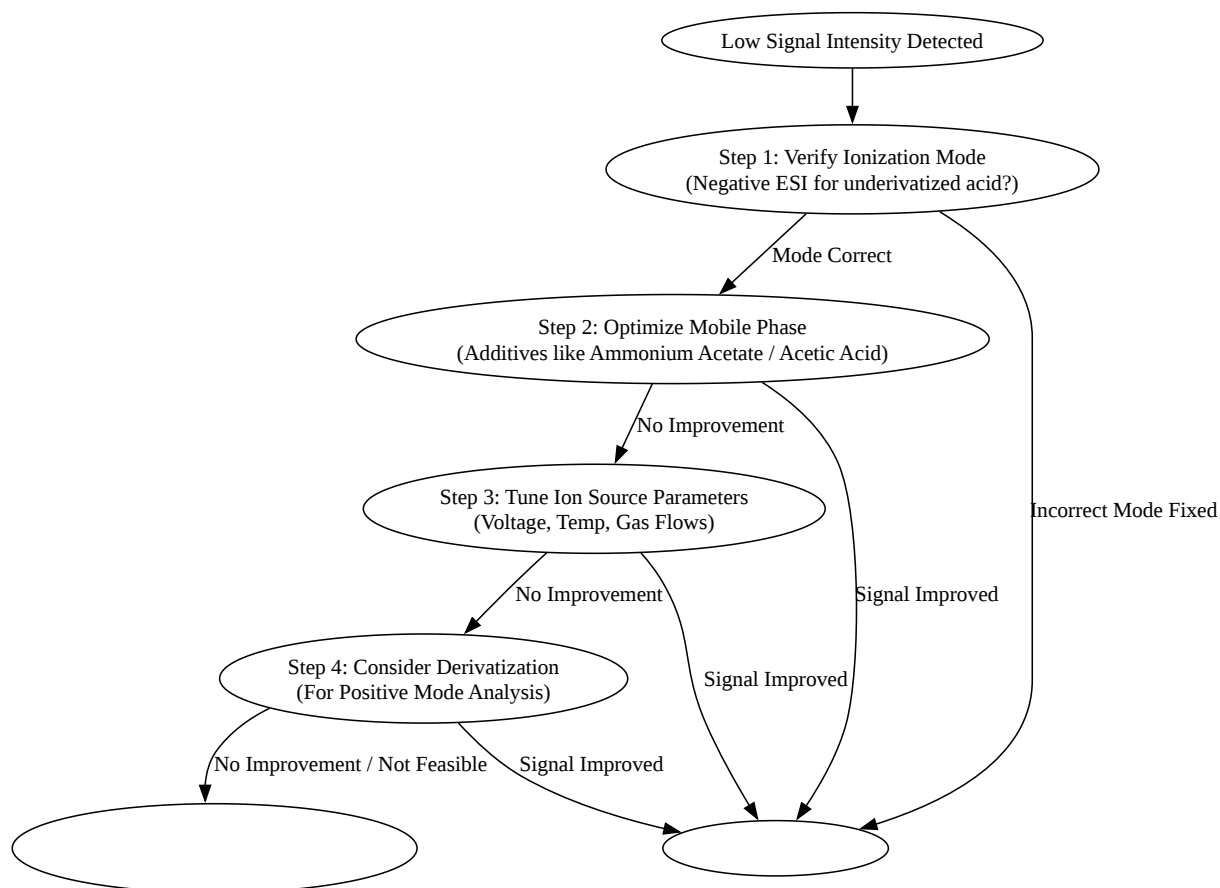 Low Signal Intensity Detected
Step 1: Verify Ionization Mode
(Negative ESI for underivatized acid?)
Mode Correct
Step 2: Optimize Mobile Phase
(Additives like Ammonium Acetate / Acetic Acid)
No Improvement
Step 3: Tune Ion Source Parameters
(Voltage, Temp, Gas Flows)
Incorrect Mode Fixed
No Improvement
Signal Improved
Step 4: Consider Derivatization
(For Positive Mode Analysis)
Signal Improved
No Improvement / Not Feasible
Signal Improved